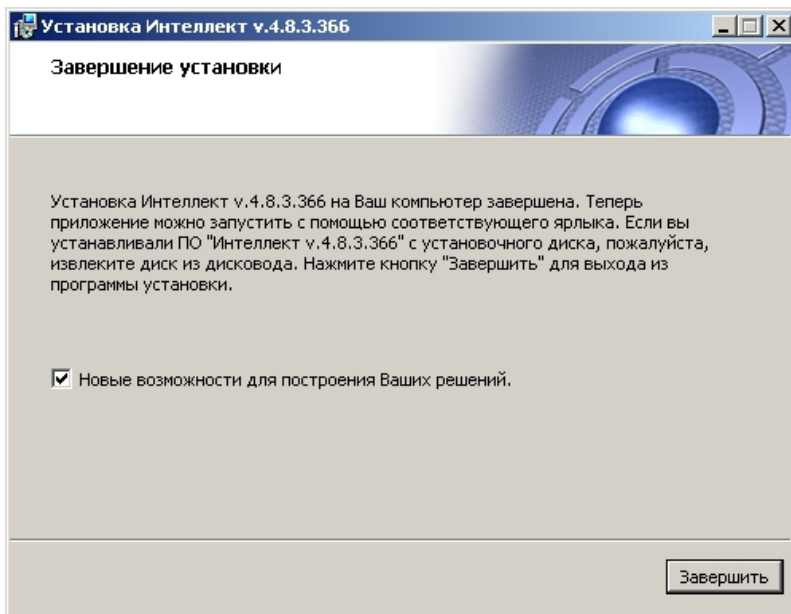 Установка Интеллект v.4.8.3.366
Завершение установки
Установка Интеллект v.4.8.3.366 на Ваш компьютер завершена. Теперь
приложение можно запустить с помощью соответствующего ярлыка. Если вы
устанавливали ПО "Интеллект v.4.8.3.366" с установочного диска, пожалуйста,
извлеките диск из дисковода. Нажмите кнопку "Завершить" для выхода из
программы установки.
Новые возможности для построения Ваших решений.
Завершить